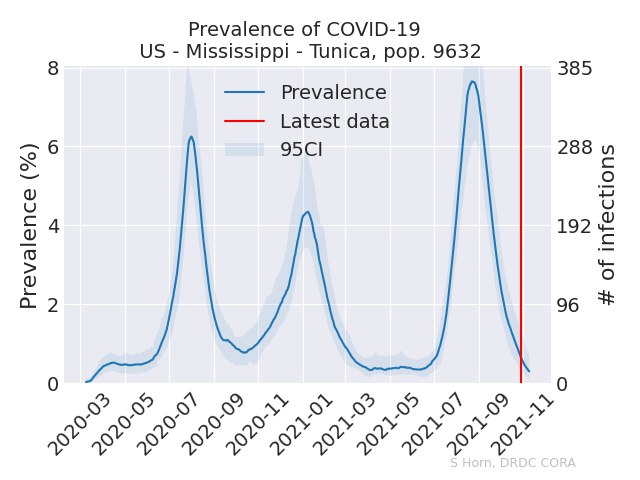 Prevalence of COVID-19
US - Mississippi - Tunica, pop. 9632
Prevalence
Latest data
95CI
Prevalence (%)
8
6
4
2
0
385
288
192
96
0
# of infections
2020-03
2020-05
2020-07
2020-09
2020-11
2021-01
2021-03
2021-05
2021-07
2021-09
2021-11
S Horn, DRDC CORA